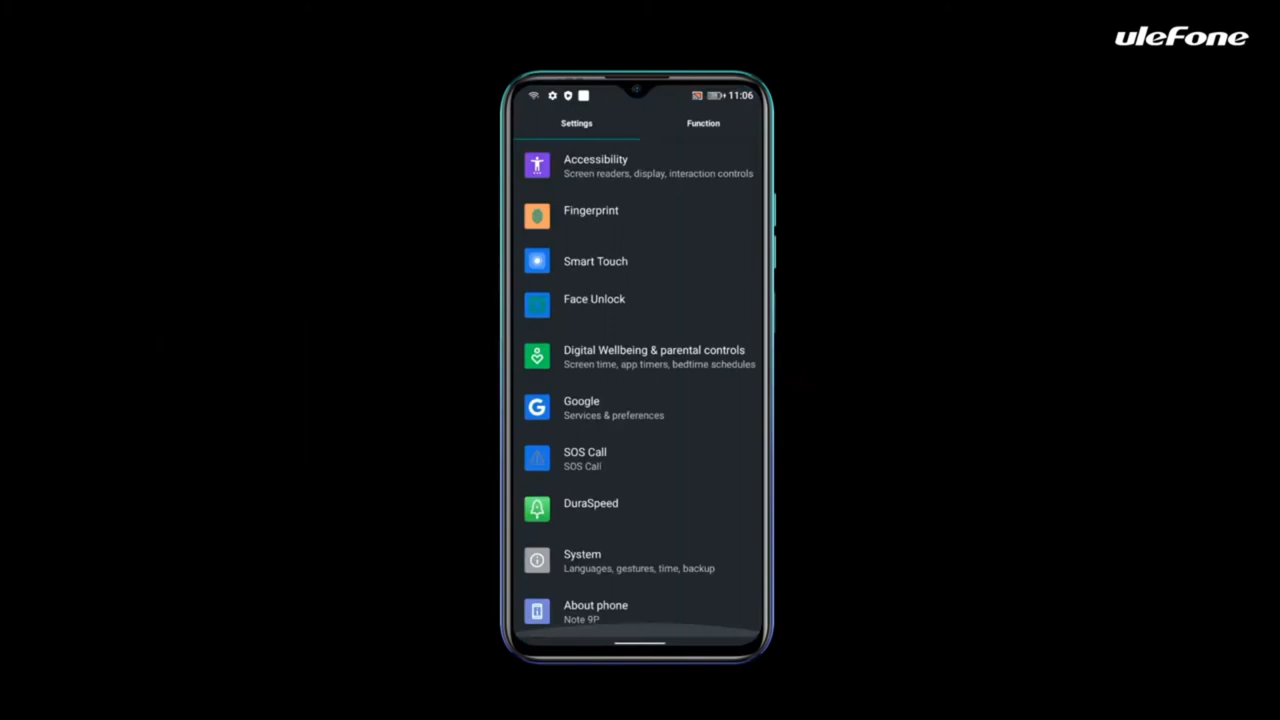 uleFone
11:06
Settings
Function
Accessibility
Screen readers, display, interaction controls
Fingerprint
Smart Touch
Face Unlock
Digital Wellbeing & parental controls
Screen time, app timers, bedtime schedules
Google
Services & preferences
SOS Call
SOS Call
DuraSpeed
System
Languages, gestures, time, backup
About phone
Note 9P